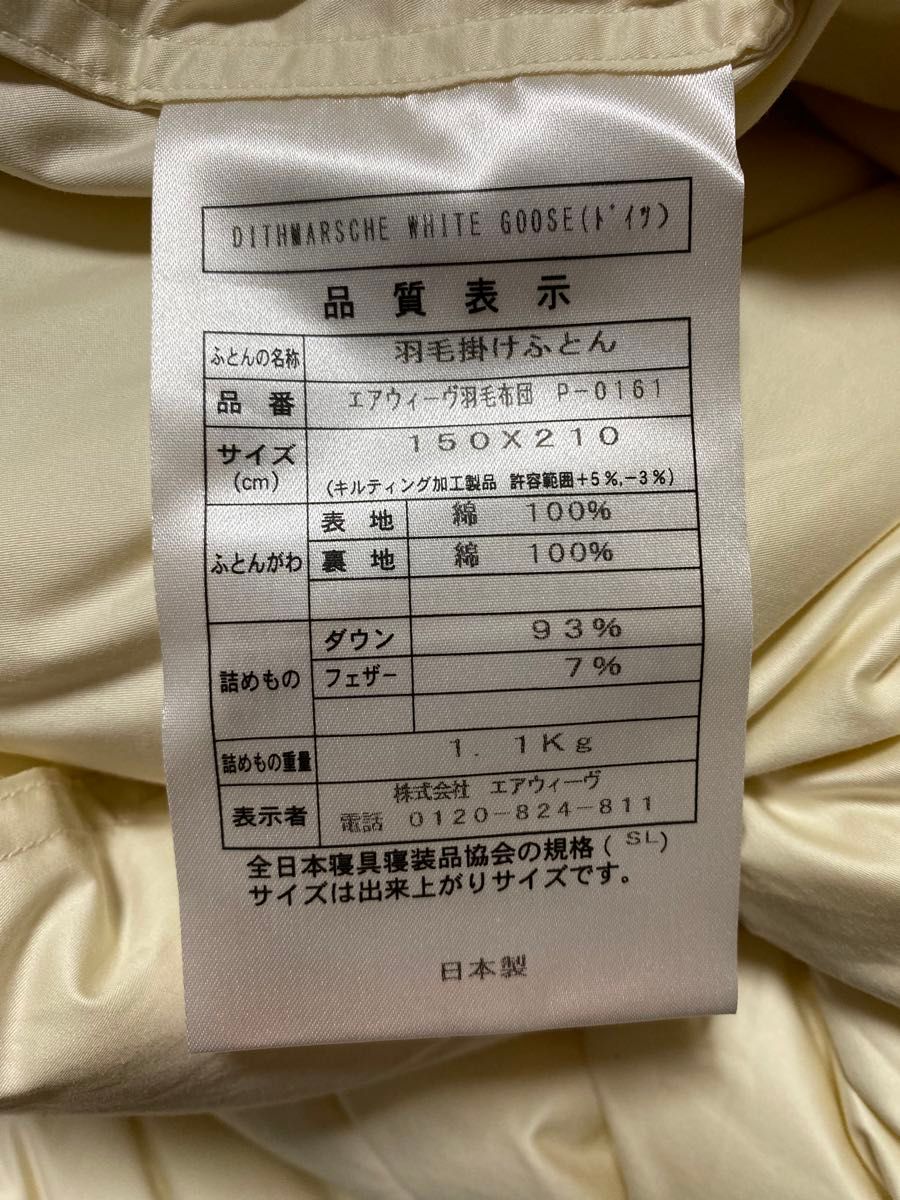 DITHMARSCHE WHITE GOOSE(ﾄﾞｲﾂ)
品質表示
ふとんの名称 羽毛掛けふとん
品番 エアウィーヴ羽毛布団 P-0161
サイズ(cm) 150X210
(キルティング加工製品 許容範囲+5%,-3%)
ふとんがわ 表地 綿 100%
裏地 綿 100%
詰めもの ダウン 93%
フェザー 7%
詰めもの重量 1.1Kg
表示者 株式会社 エアウィーヴ
電話 0120-824-811
全日本寝具寝装品協会の規格(SL)
サイズは出来上がりサイズです。
日本製